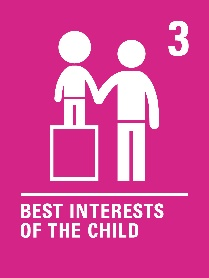 3
BEST INTERESTS
OF THE CHILD